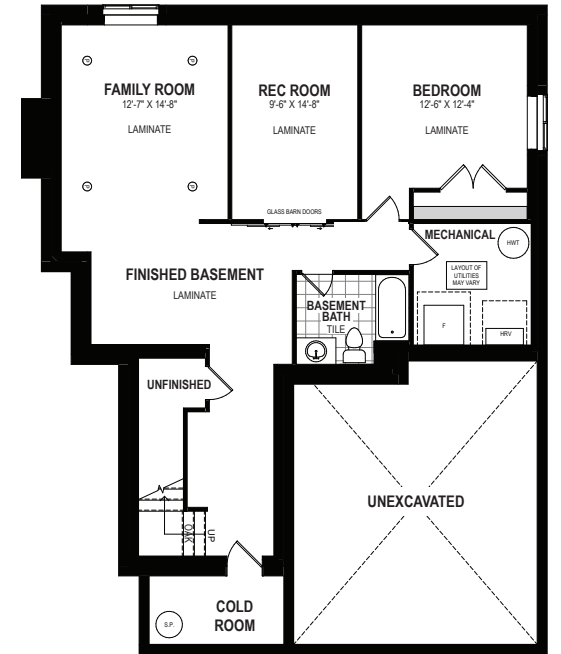 FAMILY ROOM
12'-7" X 14'-8"
LAMINATE
REC ROOM
9'-6" X 14'-8"
LAMINATE
GLASS BARN DOORS
BEDROOM
12'-6" X 12'-4"
LAMINATE
MECHANICAL
HWT
LAYOUT OF
UTILITIES
MAY VARY
F
HRV
FINISHED BASEMENT
LAMINATE
BASEMENT
BATH
TILE
UNFINISHED
UP
OAK
UNEXCAVATED
COLD
ROOM
S.P.